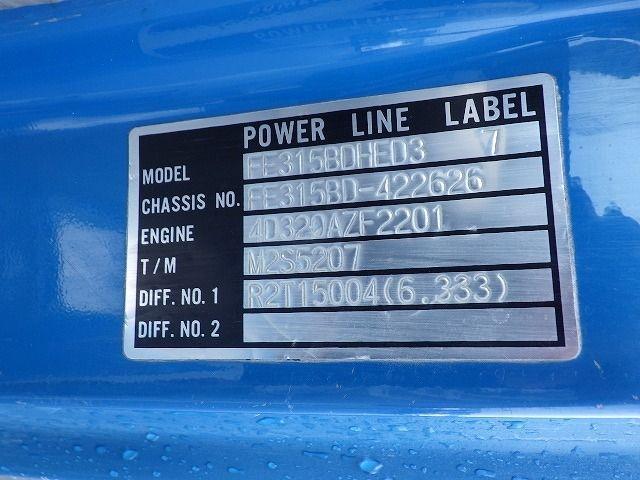 POWER LINE LABEL
MODEL FE315BDHED3 7
CHASSIS NO. FE315BD-422626
ENGINE 4D329AZF2201
T/M M2S5207
DIFF. NO. 1 R2T15004(6.333)
DIFF. NO. 2